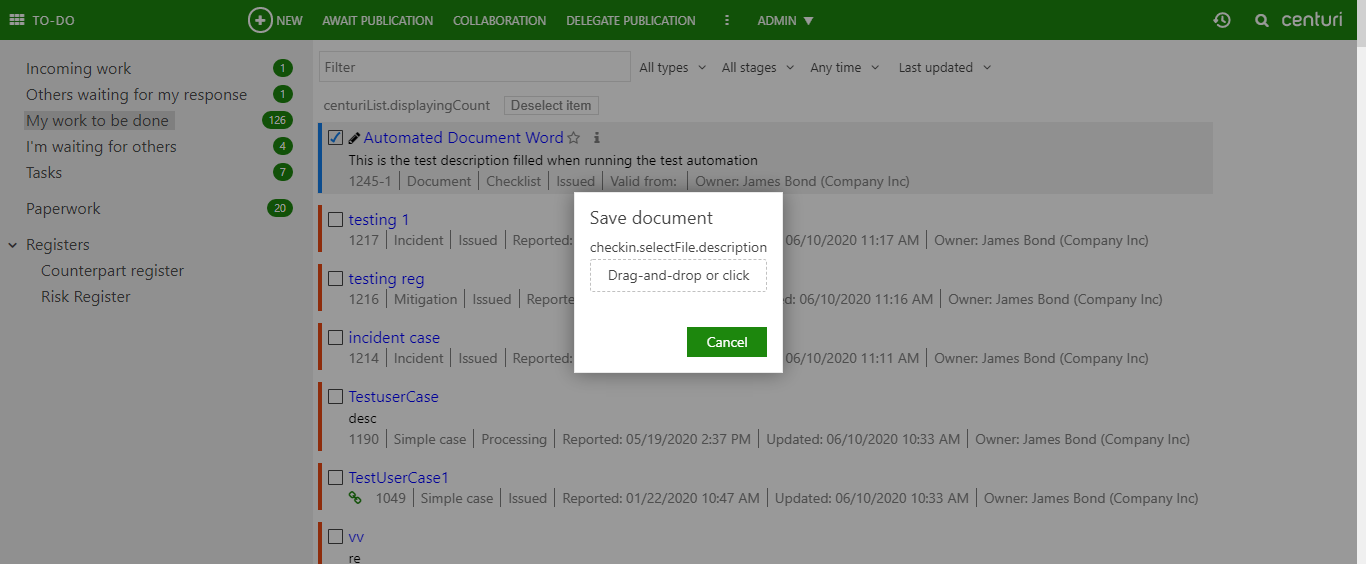 TO-DO NEW AWAIT PUBLICATION COLLABORATION DELEGATE PUBLICATION ADMIN centuri
Incoming work 1
Others waiting for my response 1
My work to be done 126
I'm waiting for others 4
Tasks 7
Paperwork 20
Registers
Counterpart register
Risk Register
Filter All types All stages Any time Last updated
centuriList.displayingCount Deselect item
Automated Document Word
This is the test description filled when running the test automation
1245-1 Document Checklist Issued Valid from: Owner: James Bond (Company Inc)
testing 1
1217 Incident Issued Reported: 06/10/2020 11:17 AM Owner: James Bond (Company Inc)
testing reg
1216 Mitigation Issued Repor 06/10/2020 11:16 AM Owner: James Bond (Company Inc)
incident case
1214 Incident Issued Reported: 06/10/2020 11:11 AM Owner: James Bond (Company Inc)
TestuserCase
desc
1190 Simple case Processing Reported: 05/19/2020 2:37 PM Updated: 06/10/2020 10:33 AM Owner: James Bond (Company Inc)
TestUserCase1
1049 Simple case Issued Reported: 01/22/2020 10:47 AM Updated: 06/10/2020 10:33 AM Owner: James Bond (Company Inc)
vv
re
Save document
checkin.selectFile.description
Drag-and-drop or click
Cancel